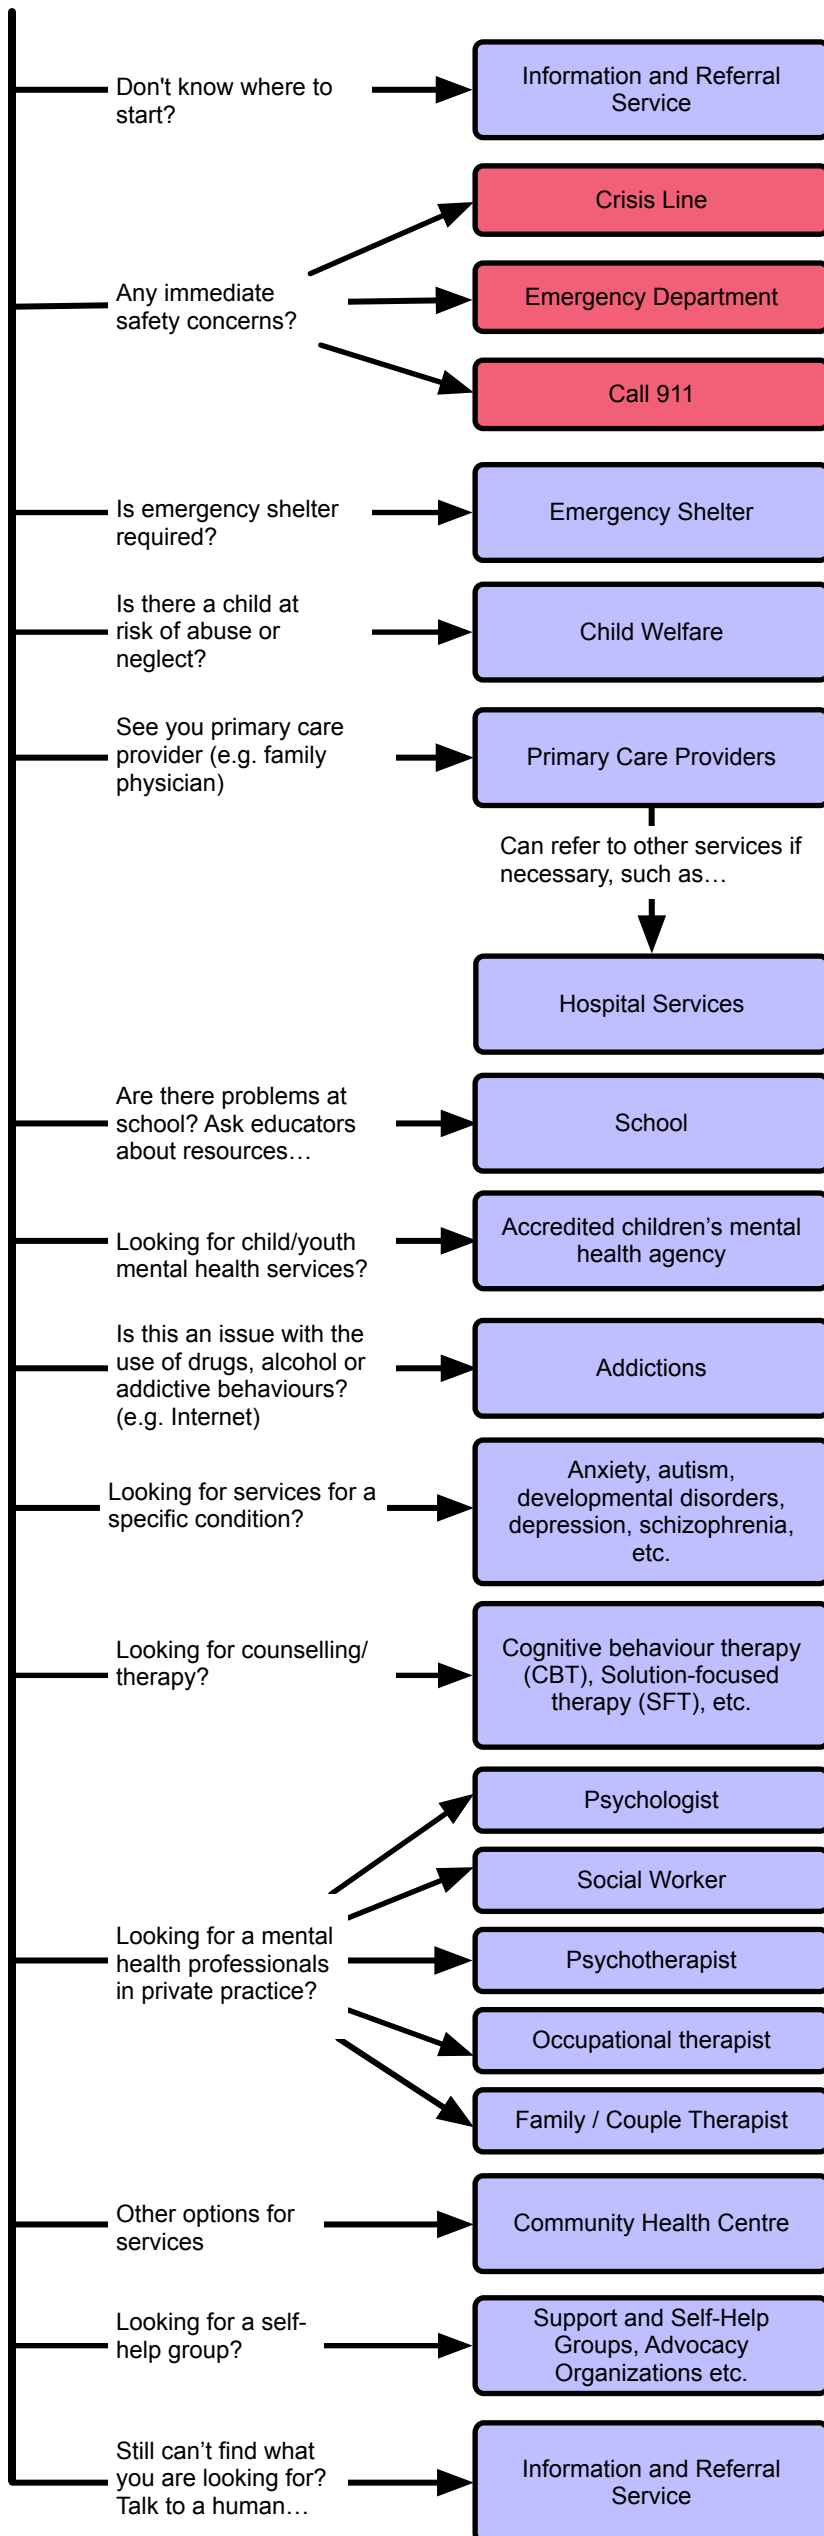 Don't know where to
start?
Information and Referral
Service
Any immediate
safety concerns?
Crisis Line
Emergency Department
Call 911
Is emergency shelter
required?
Emergency Shelter
Is there a child at
risk of abuse or
neglect?
Child Welfare
See you primary care
provider (e.g. family
physician)
Primary Care Providers
Can refer to other services if
necessary, such as…
Hospital Services
Are there problems at
school? Ask educators
about resources…
School
Looking for child/youth
mental health services?
Accredited children’s mental
health agency
Is this an issue with the
use of drugs, alcohol or
addictive behaviours?
(e.g. Internet)
Addictions
Looking for services for a
specific condition?
Anxiety, autism,
developmental disorders,
depression, schizophrenia,
etc.
Looking for counselling/
therapy?
Cognitive behaviour therapy
(CBT), Solution-focused
therapy (SFT), etc.
Looking for a mental
health professionals
in private practice?
Psychologist
Social Worker
Psychotherapist
Occupational therapist
Family / Couple Therapist
Other options for
services
Community Health Centre
Looking for a self-
help group?
Support and Self-Help
Groups, Advocacy
Organizations etc.
Still can’t find what
you are looking for?
Talk to a human…
Information and Referral
Service